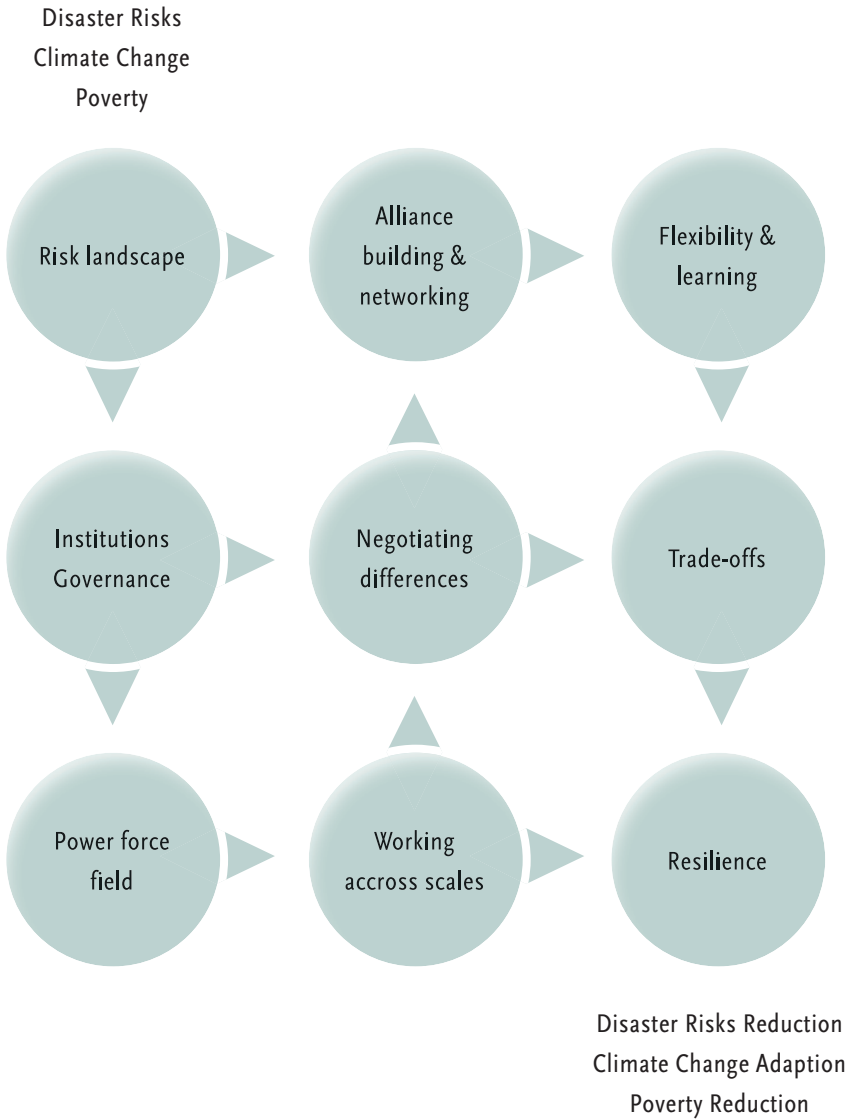 Disaster Risks
Climate Change
Poverty
Risk landscape
Alliance
building &
networking
Flexibility &
learning
Institutions
Governance
Negotiating
differences
Trade-offs
Power force
field
Working
accross scales
Resilience
Disaster Risks Reduction
Climate Change Adaption
Poverty Reduction